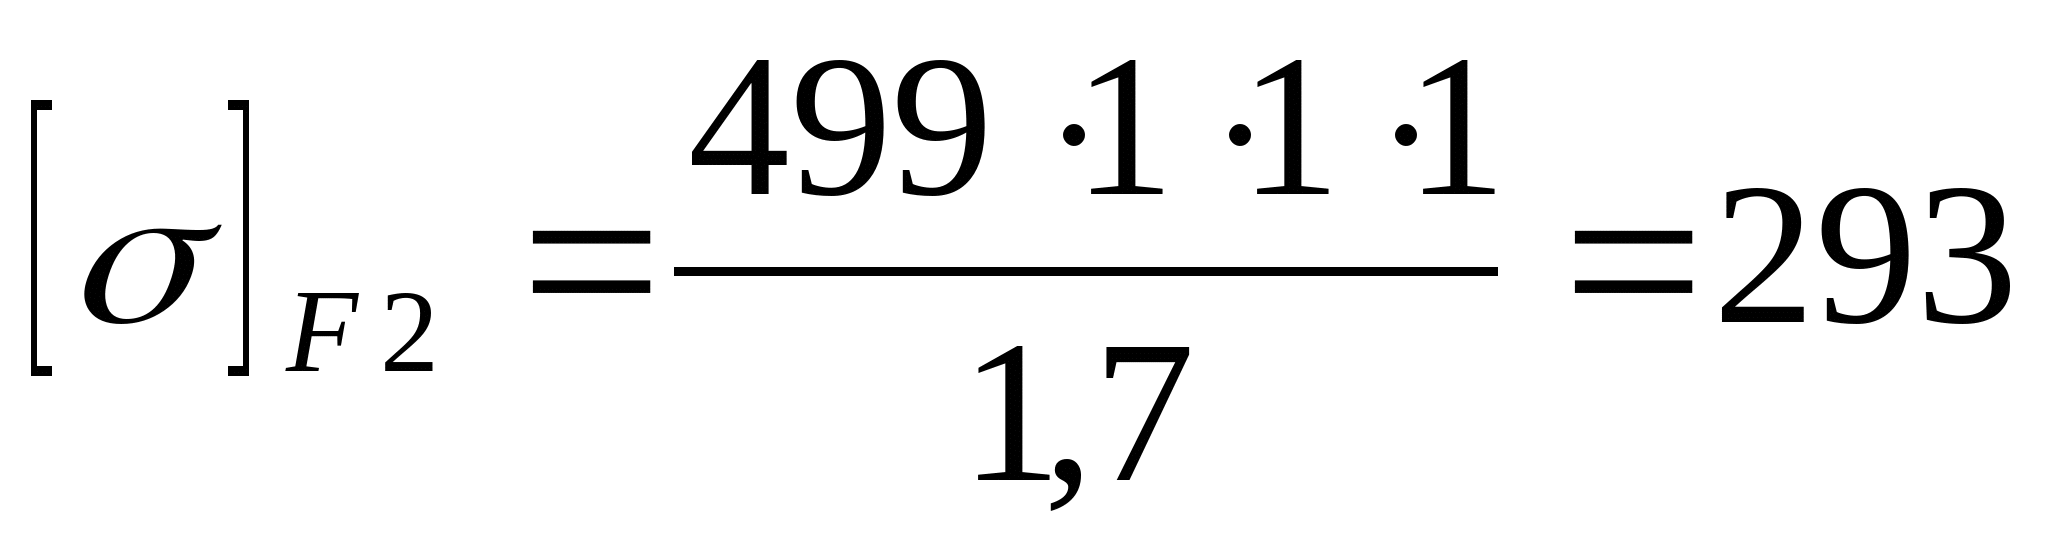 [σ]F2 = 499 ·1 ·1 ·1 / 1,7 = 293